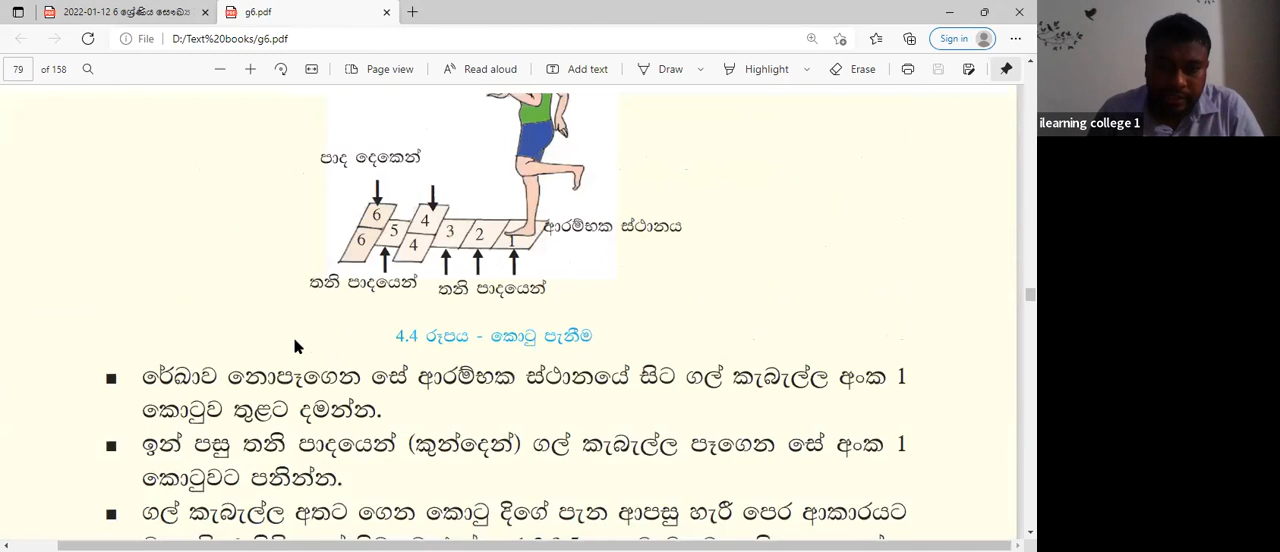 2022-01-12 6 ශ්‍රේණිය සෞඛ්‍ය
g6.pdf
File D:/Text%20books/g6.pdf
Sign in
79 of 158 Page view Read aloud Add text Draw Highlight Erase
ilearning college 1
පාද දෙකෙන්
6 4
6 5 4 3 2 1 ආරම්භක ස්ථානය
තනි පාදයෙන් තනි පාදයෙන්
4.4 රූපය - කොටු පැනීම
රේඛාව නොපෑගෙන සේ ආරම්භක ස්ථානයේ සිට ගල් කැබැල්ල අංක 1
කොටුව තුළට දමන්න.
ඉන් පසු තනි පාදයෙන් (කුන්දෙන්) ගල් කැබැල්ල පෑගෙන සේ අංක 1
කොටුවට පනින්න.
ගල් කැබැල්ල අතට ගෙන කොටු දිගේ පැන ආපසු හැරී පෙර ආකාරයට